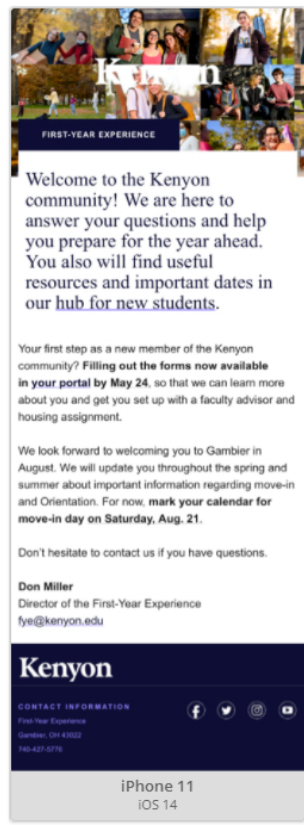 Kenyon
FIRST-YEAR EXPERIENCE
Welcome to the Kenyon
community! We are here to
answer your questions and help
you prepare for the year ahead.
You also will find useful
resources and important dates in
our hub for new students.
Your first step as a new member of the Kenyon
community? Filling out the forms now available
in your portal by May 24, so that we can learn more
about you and get you set up with a faculty advisor and
housing assignment.
We look forward to welcoming you to Gambier in
August. We will update you throughout the spring and
summer about important information regarding move-in
and Orientation. For now, mark your calendar for
move-in day on Saturday, Aug. 21.
Don't hesitate to contact us if you have questions.
Don Miller
Director of the First-Year Experience
fye@kenyon.edu
Kenyon
CONTACT INFORMATION
First-Year Experience
Gambier, OH 43022
740-427-5770
iPhone 11
iOS 14